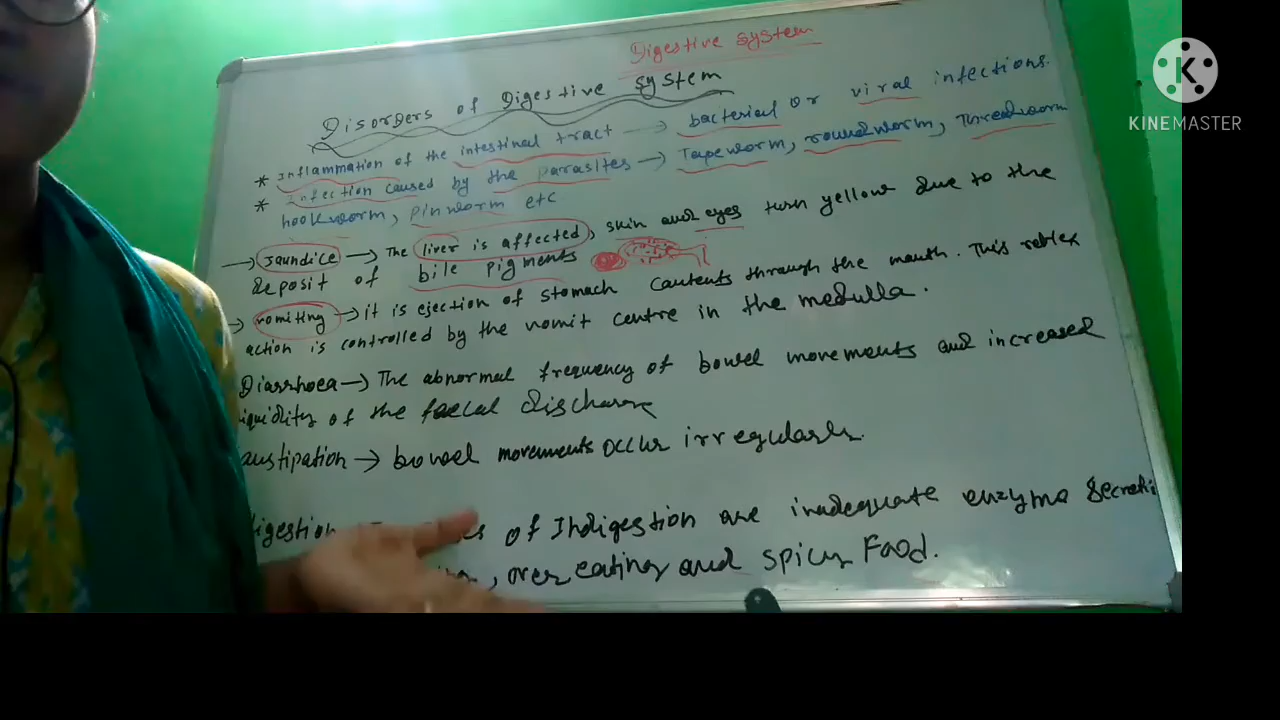 Digestive system
Disorders of Digestive system
* Inflammation of the intestinal tract → bacterial or viral infections.
* infection caused by the parasites → Tapeworm, roundworm, Threadworm
hookworm, pinworm etc
→ Jaundice → The liver is affected, skin and eyes turn yellow due to the
deposit of bile pigments
→ vomiting → it is ejection of stomach contents through the mouth. This reflex
action is controlled by the vomit centre in the medulla.
Diarrhoea → The abnormal frequency of bowel movements and increased
liquidity of the faecal discharge
onstipation → bowel movements occur irregularly.
digestion of Indigestion are inadequate enzyme secreti
, over eating and spicy Food.
K
KINEMASTER